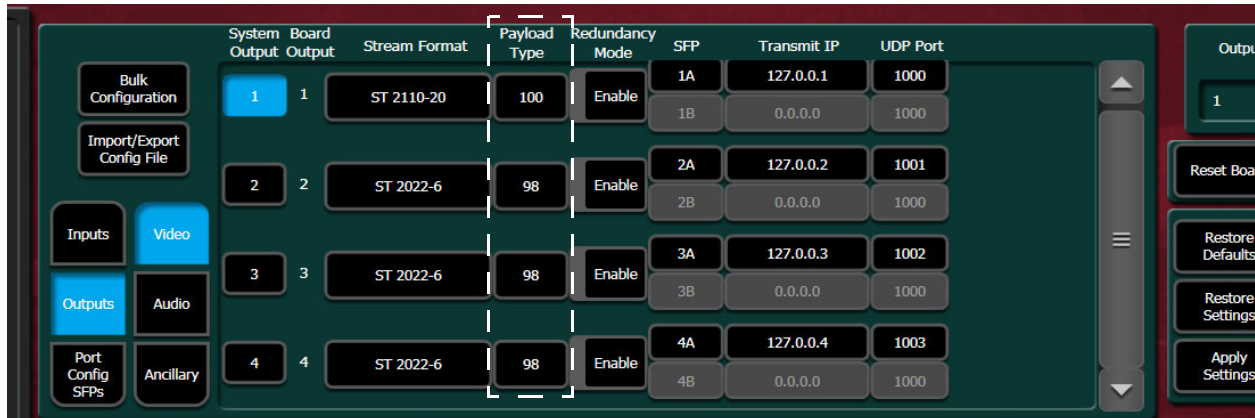 System Output
Board Output
Stream Format
Payload Type
Redundancy Mode
SFP
Transmit IP
UDP Port
Bulk Configuration
Import/Export Config File
Inputs
Video
Outputs
Audio
Port Config SFPs
Ancillary
1 1 ST 2110-20 100 Enable 1A 127.0.0.1 1000
1B 0.0.0.0 1000
2 2 ST 2022-6 98 Enable 2A 127.0.0.2 1001
2B 0.0.0.0 1000
3 3 ST 2022-6 98 Enable 3A 127.0.0.3 1002
3B 0.0.0.0 1000
4 4 ST 2022-6 98 Enable 4A 127.0.0.4 1003
4B 0.0.0.0 1000
Outpu
1
Reset Boa
Restore Defaults
Restore Settings
Apply Settings